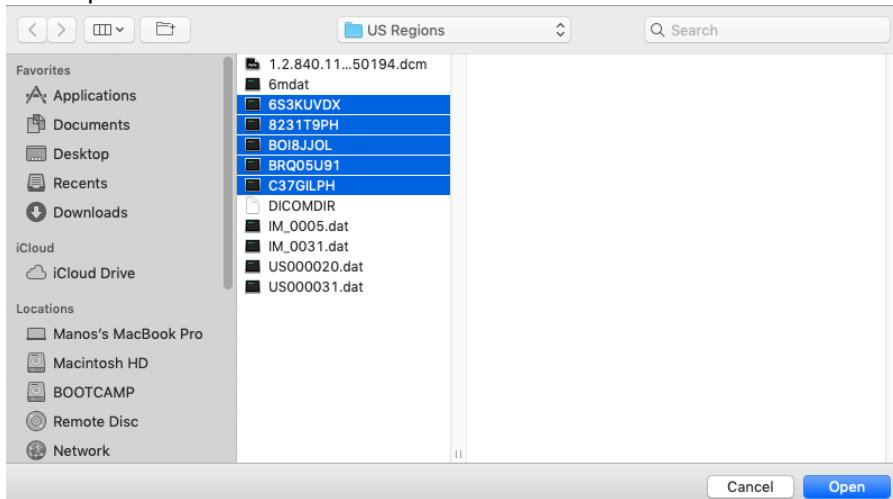 US Regions
Search
Favorites
Applications
Documents
Desktop
Recents
Downloads
iCloud
iCloud Drive
Locations
Manos's MacBook Pro
Macintosh HD
BOOTCAMP
Remote Disc
Network
1.2.840.11...50194.dcm
6mdat
6S3KUVDX
8231T9PH
BOI8JJOL
BRQ05U91
C37GILPH
DICOMDIR
IM_0005.dat
IM_0031.dat
US000020.dat
US000031.dat
Cancel
Open